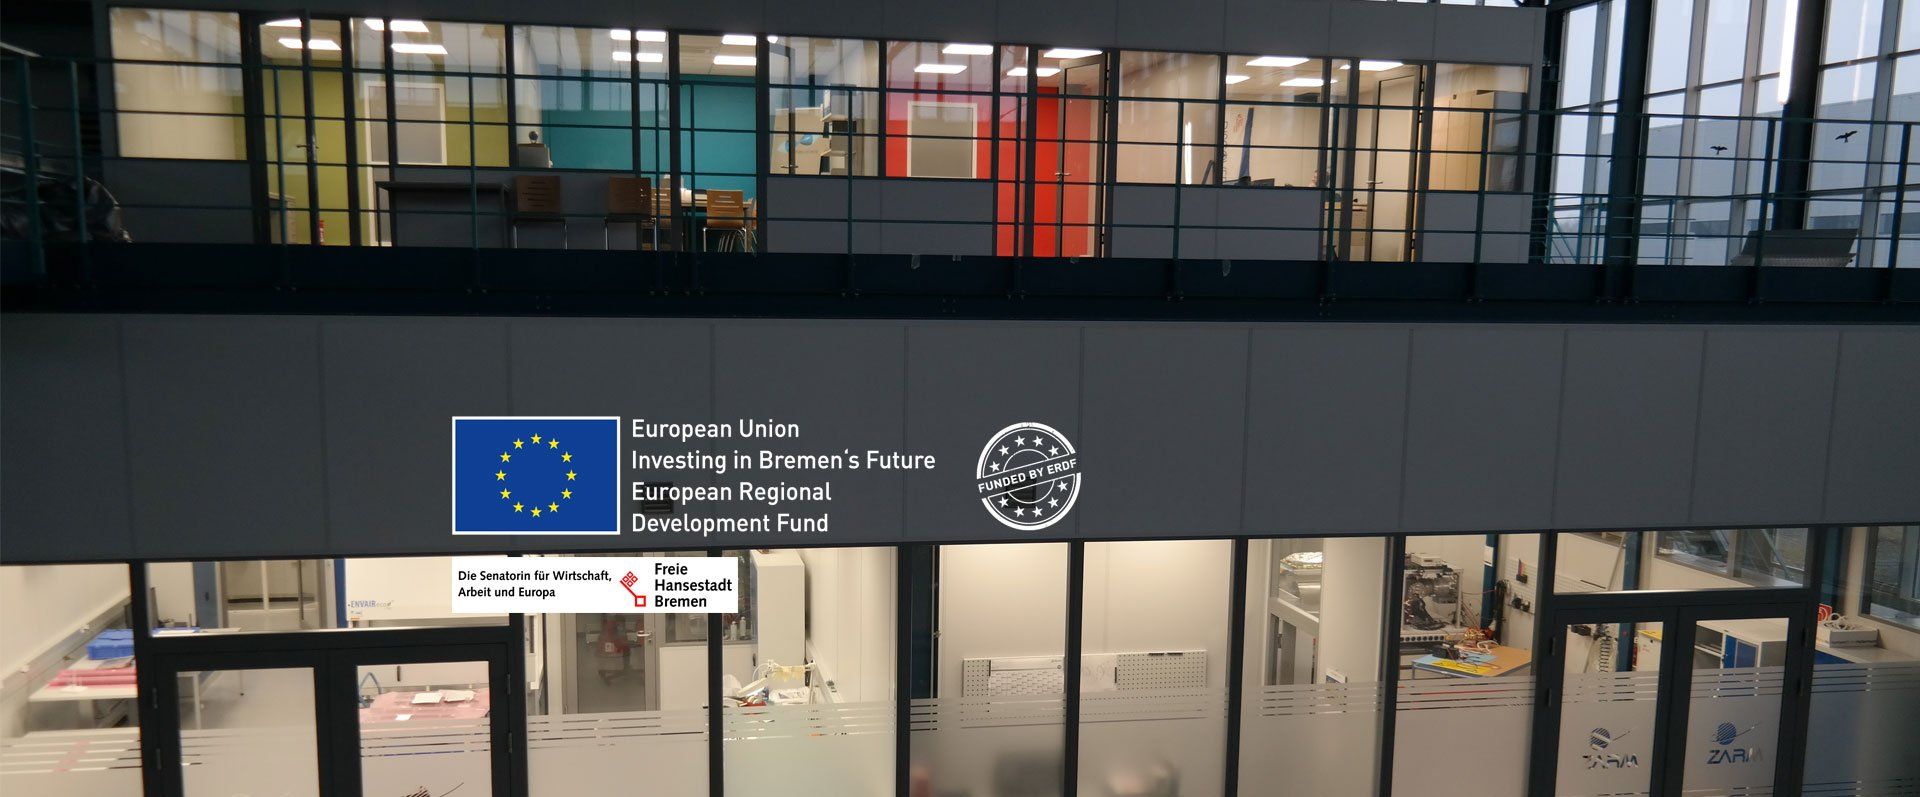 European Union
Investing in Bremen's Future
European Regional
Development Fund
FUNDED BY ERDF
Die Senatorin für Wirtschaft,
Arbeit und Europa
Freie
Hansestadt
Bremen
ENVAIR eco
ZARM
ZARM